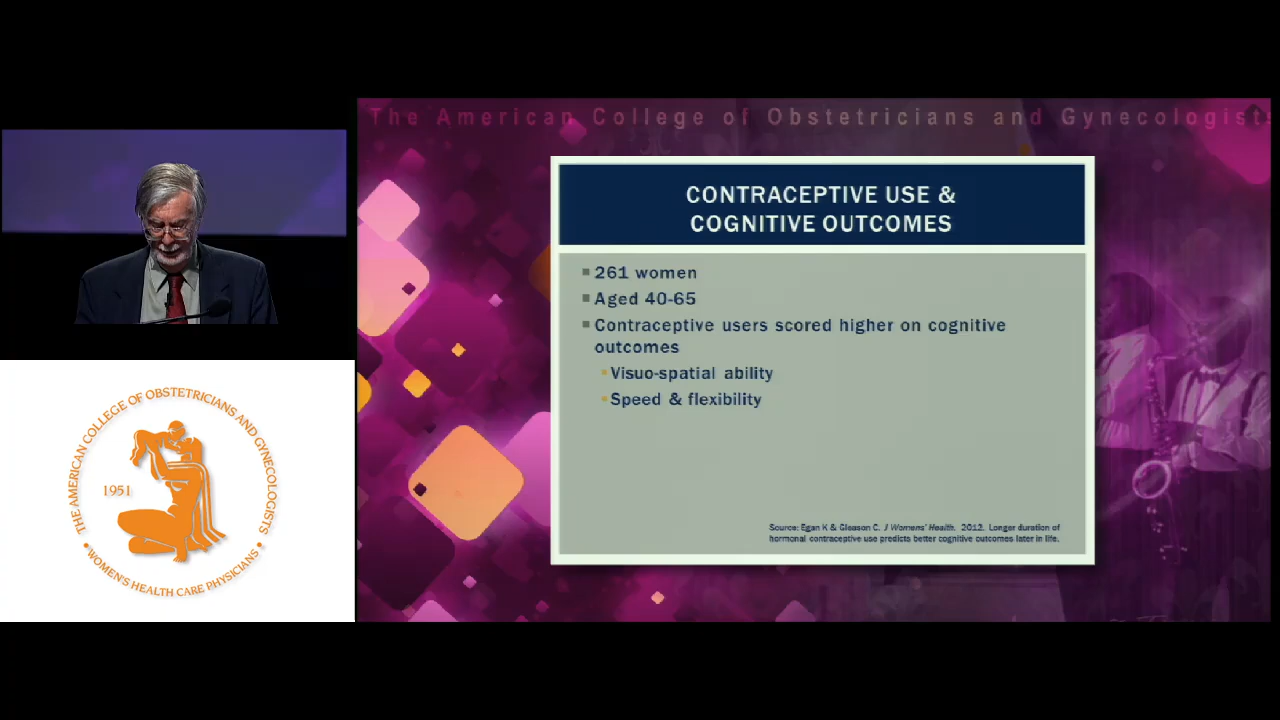 The American College of Obstetricians and Gynecologists
CONTRACEPTIVE USE &
COGNITIVE OUTCOMES
261 women
Aged 40-65
Contraceptive users scored higher on cognitive
outcomes
Visuo-spatial ability
Speed & flexibility
Source: Egan K & Gleason C. J Womens' Health. 2012. Longer duration of
hormonal contraceptive use predicts better cognitive outcomes later in life.
THE AMERICAN COLLEGE OF OBSTETRICIANS AND GYNECOLOGISTS
1951
WOMEN'S HEALTH CARE PHYSICIANS